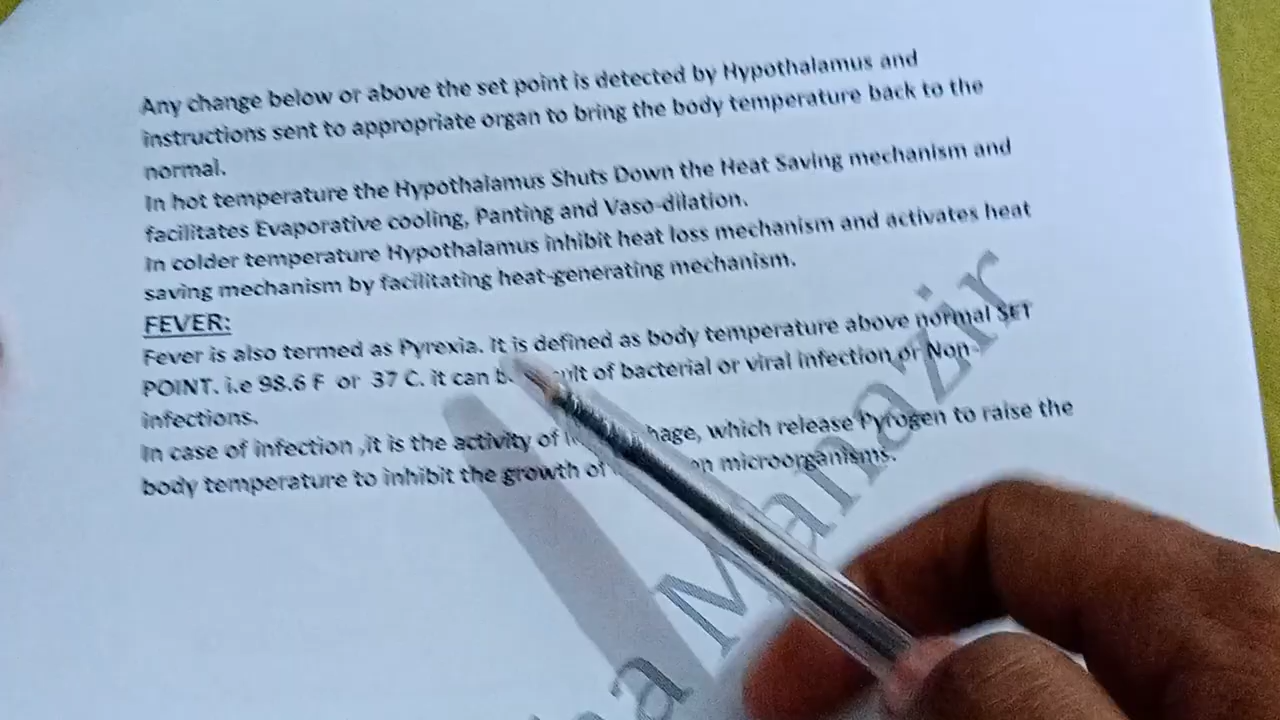 Any change below or above the set point is detected by Hypothalamus and
instructions sent to appropriate organ to bring the body temperature back to the
normal.
In hot temperature the Hypothalamus Shuts Down the Heat Saving mechanism and
facilitates Evaporative cooling, Panting and Vaso-dilation.
In colder temperature Hypothalamus inhibit heat loss mechanism and activates heat
saving mechanism by facilitating heat-generating mechanism.
FEVER:
Fever is also termed as Pyrexia. It is defined as body temperature above normal SET
POINT. i.e 98.6 F or 37 C. it can of bacterial or viral infection or Non-
infections.
In case of infection ,it is the activity of which release Pyrogen to raise the
body temperature to inhibit the growth of microorganisms.
Manazir